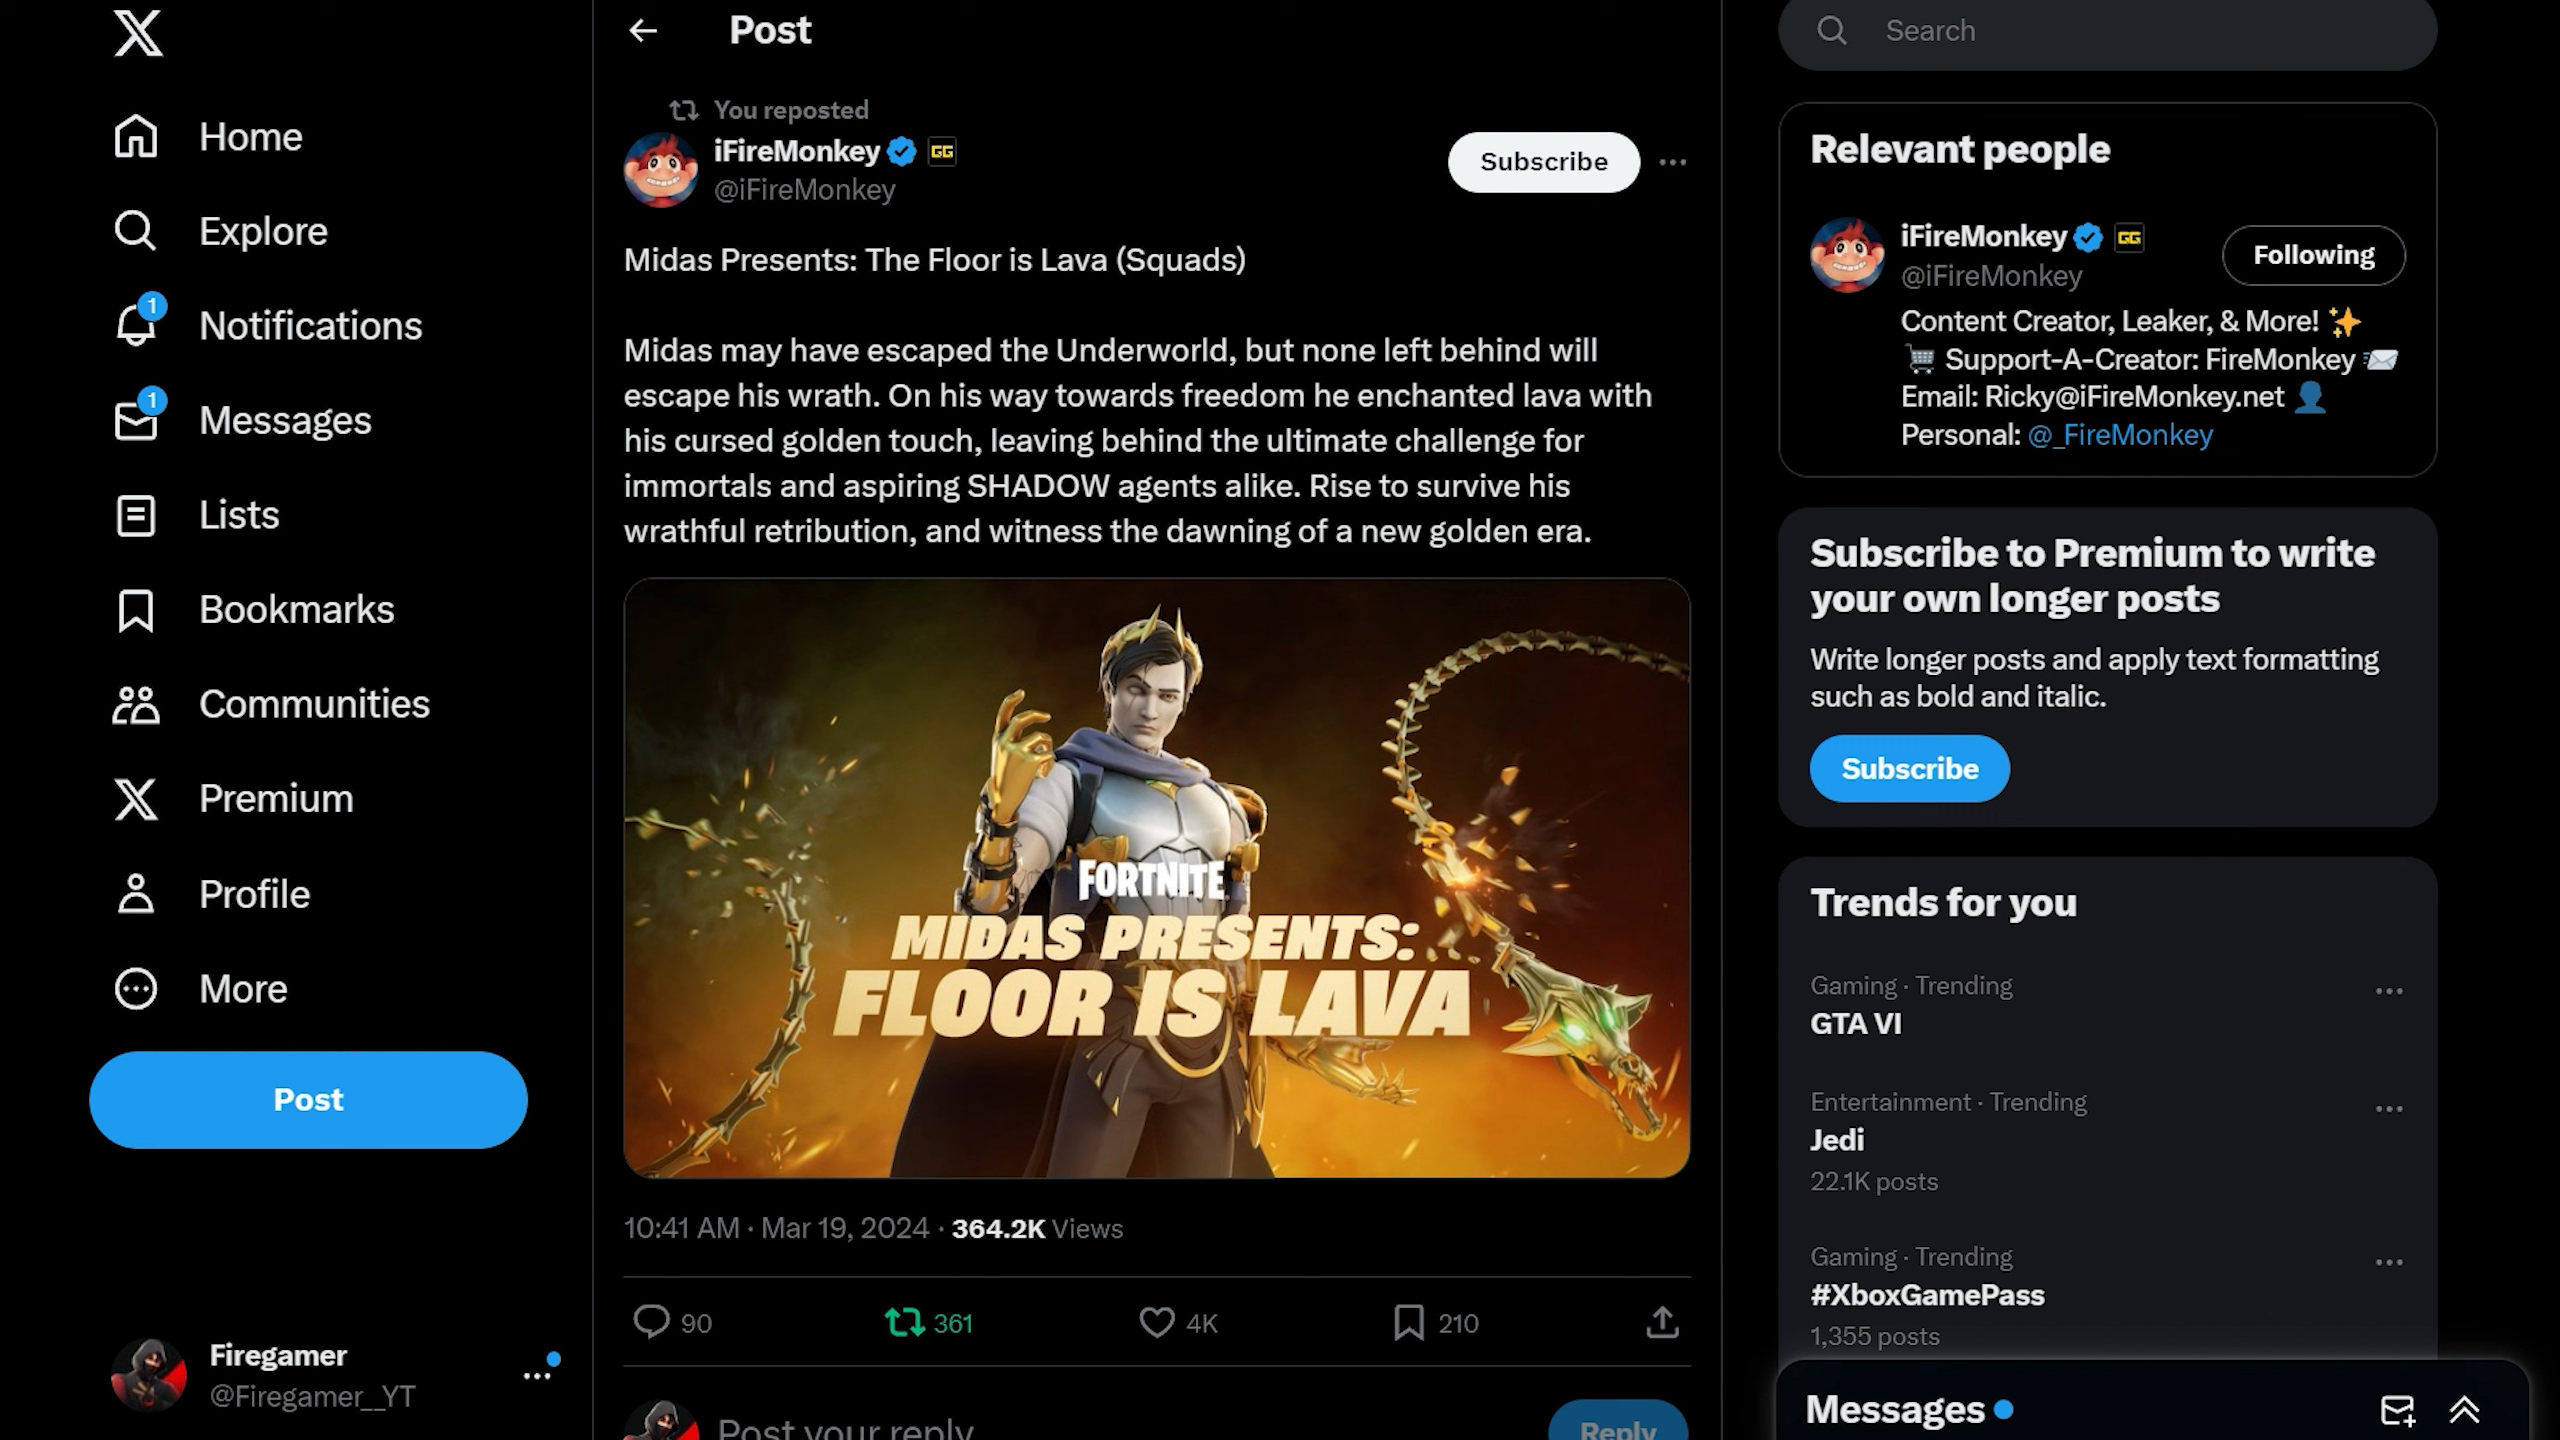 Home
Explore
1
Notifications
1
Messages
Lists
Bookmarks
Communities
Premium
Profile
More
Post
Firegamer
@Firegamer__YT
Post
You reposted
iFireMonkey GG
@iFireMonkey
Subscribe
Midas Presents: The Floor is Lava (Squads)
Midas may have escaped the Underworld, but none left behind will
escape his wrath. On his way towards freedom he enchanted lava with
his cursed golden touch, leaving behind the ultimate challenge for
immortals and aspiring SHADOW agents alike. Rise to survive his
wrathful retribution, and witness the dawning of a new golden era.
FORTNITE
MIDAS PRESENTS:
FLOOR IS LAVA
10:41 AM · Mar 19, 2024 · 364.2K Views
90 361 4K 210
Post your reply
Reply
Search
Relevant people
iFireMonkey GG
@iFireMonkey
Following
Content Creator, Leaker, & More! ✨
🛒 Support-A-Creator: FireMonkey 📨
Email: Ricky@iFireMonkey.net 👤
Personal: @_FireMonkey
Subscribe to Premium to write
your own longer posts
Write longer posts and apply text formatting
such as bold and italic.
Subscribe
Trends for you
Gaming · Trending
GTA VI
Entertainment · Trending
Jedi
22.1K posts
Gaming · Trending
#XboxGamePass
1,355 posts
Messages